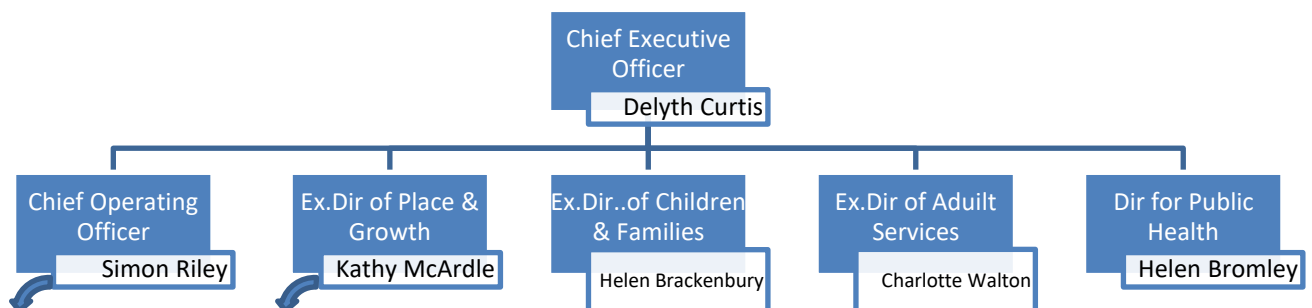 Chief Executive
Officer
Delyth Curtis
Chief Operating
Officer
Simon Riley
Ex.Dir of Place &
Growth
Kathy McArdle
Ex.Dir..of Children
& Families
Helen Brackenbury
Ex.Dir of Aduilt
Services
Charlotte Walton
Dir for Public
Health
Helen Bromley